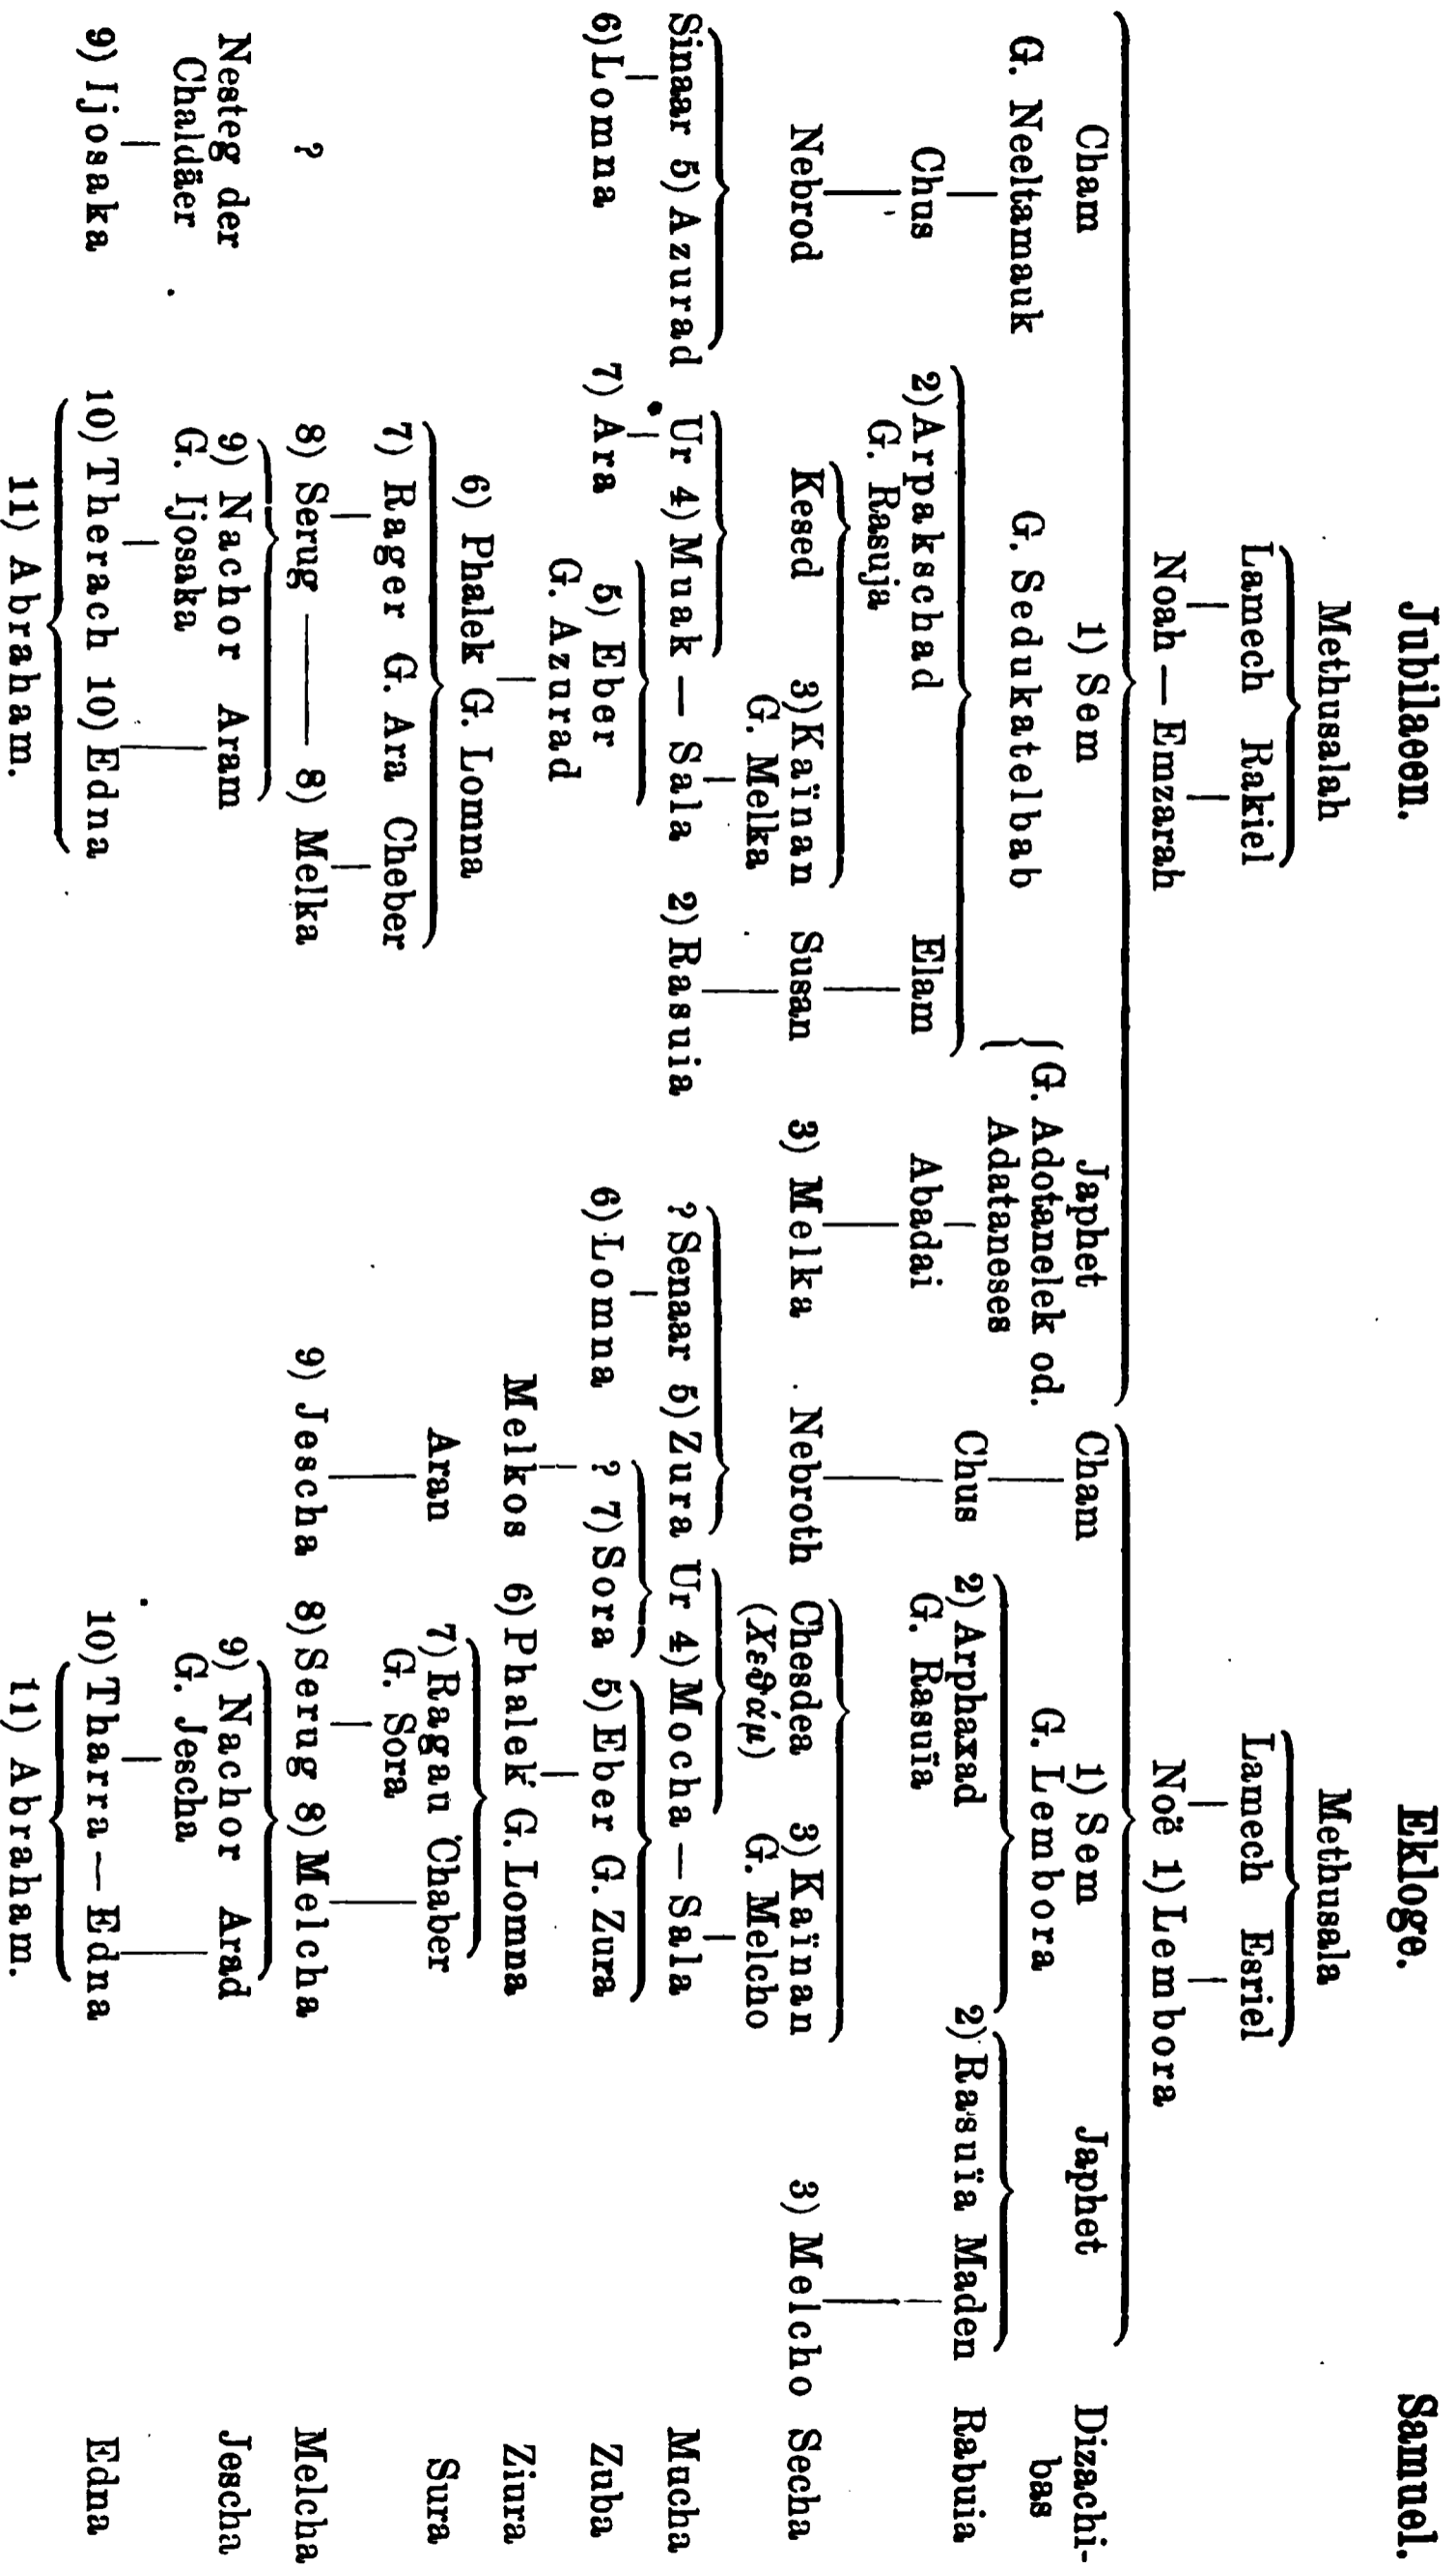 Jubilaeen. Ekloge. Samuel.
Methusalah Methusala
Lamech Rakiel Lamech Esriel
Noah — Emzarah Noë 1) Lembora
Cham 1) Sem Japhet Cham 1) Sem Japhet Dizachi-
G. Neeltamauk G. Sedukatelbab G. Adotanelek od. G. Lembora bas
Adataneses
2) Arphaxad 2) Rasuïa Maden Rabuia
Chus 2) Arpakschad Elam Abadai Chus G. Rasuïa
G. Rasuja
Nebrod Kesed 3) Kaïnan Susan 3) Melka Nebroth Chesdea 3) Kaïnan 3) Melcho Secha
G. Melka (Χεθάμ) G. Melcho
Sinaar 5) Azurad Ur 4) Muak — Sala 2) Rasuia ? Senaar 5) Zura Ur 4) Mocha — Sala Mucha
6) Lomna 7) Ara 5) Eber 6) Lomna ? 7) Sora 5) Eber G. Zura Zuba
G. Azurad
Melkos 6) Phalek G. Lomna Ziura
6) Phalek G. Lomna
Aran 7) Ragau Chaber Sura
7) Rager G. Ara Cheber G. Sora
? 8) Serug — 8) Melka 9) Jescha 8) Serug 8) Melcha Melcha
Nesteg der 9) Nachor Aram 9) Nachor Arad Jescha
Chaldäer G. Ijosaka G. Jescha
9) Ijosaka 10) Therach 10) Edna 10) Tharra — Edna Edna
11) Abraham. 11) Abraham.